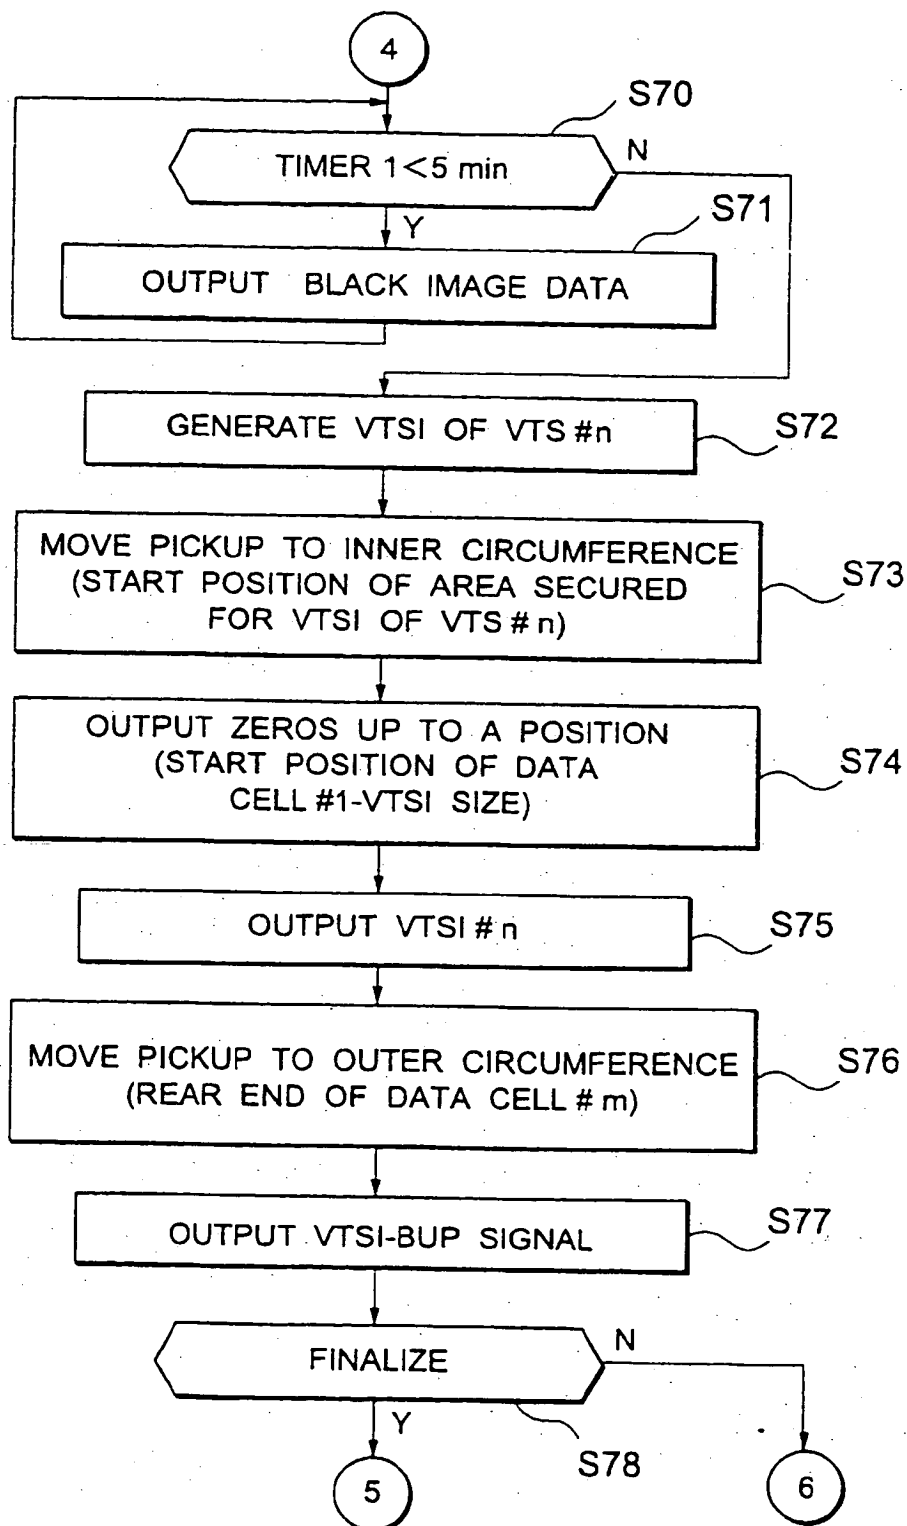 4
S70
TIMER 1<5 min
N
Y
S71
OUTPUT BLACK IMAGE DATA
GENERATE VTSI OF VTS #n
S72
MOVE PICKUP TO INNER CIRCUMFERENCE
(START POSITION OF AREA SECURED
FOR VTSI OF VTS #n)
S73
OUTPUT ZEROS UP TO A POSITION
(START POSITION OF DATA
CELL #1-VTSI SIZE)
S74
OUTPUT VTSI #n
S75
MOVE PICKUP TO OUTER CIRCUMFERENCE
(REAR END OF DATA CELL #m)
S76
OUTPUT VTSI-BUP SIGNAL
S77
FINALIZE
N
Y
S78
5
6